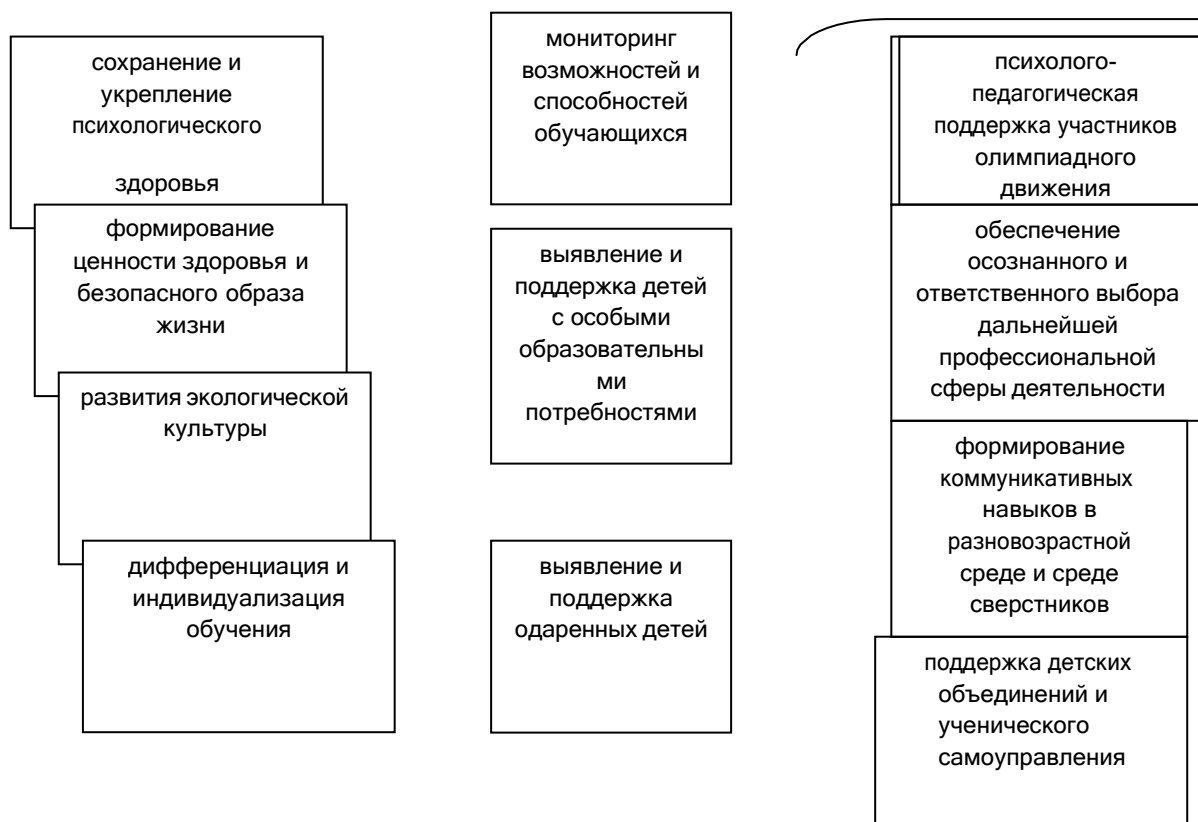 сохранение и
укрепление
психологического
здоровья
формирование
ценности здоровья и
безопасного образа
жизни
развития экологической
культуры
дифференциация и
индивидуализация
обучения
мониторинг
возможностей и
способностей
обучающихся
выявление и
поддержка детей
с особыми
образовательны
ми
потребностями
выявление и
поддержка
одаренных детей
психолого-
педагогическая
поддержка участников
олимпиадного
движения
обеспечение
осознанного и
ответственного выбора
дальнейшей
профессиональной
сферы деятельности
формирование
коммуникативных
навыков в
разновозрастной
среде и среде
сверстников
поддержка детских
объединений и
ученического
самоуправления